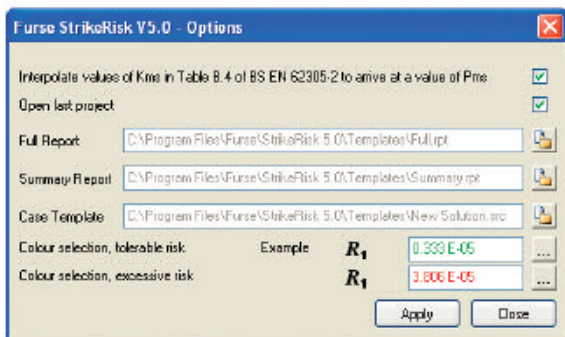 Furse StrikeRisk V5.0 - Options
Interpolate values of Kms in Table B.4 of BS EN 62305-2 to arrive at a value of Pms
Open last project
Full Report C:\Program Files\Furse\StrikeRisk 5.0\Templates\Full.rpt
Summary Report C:\Program Files\Furse\StrikeRisk 5.0\Templates\Summary.rpt
Case Template C:\Program Files\Furse\StrikeRisk 5.0\Templates\New Solution.src
Colour selection, tolerable risk Example R1 0.333 E-05 ...
Colour selection, excessive risk R1 3.806 E-05 ...
Apply Close